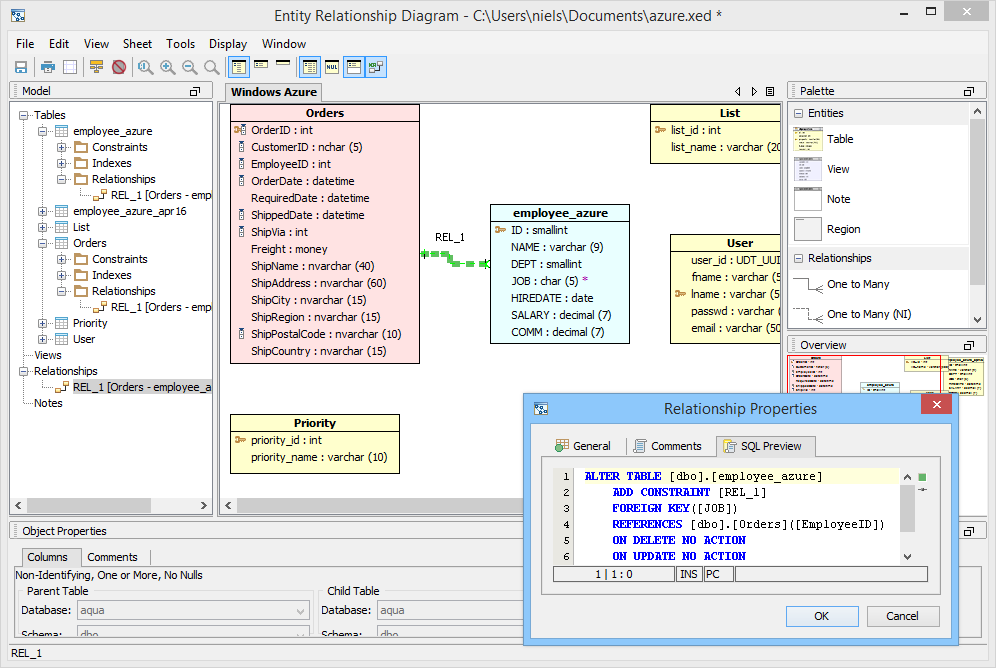 Entity Relationship Diagram - C:\Users\niels\Documents\azure.xed *
File Edit View Sheet Tools Display Window
Model
Tables
employee_azure
Constraints
Indexes
Relationships
REL_1 [Orders - emp
employee_azure_apr16
List
Orders
Constraints
Indexes
Relationships
REL_1 [Orders - emp
Priority
User
Views
Relationships
REL_1 [Orders - employee_a
Notes
Windows Azure
Orders
OrderID : int
CustomerID : nchar (5)
EmployeeID : int
OrderDate : datetime
RequiredDate : datetime
ShippedDate : datetime
ShipVia : int
Freight : money
ShipName : nvarchar (40)
ShipAddress : nvarchar (60)
ShipCity : nvarchar (15)
ShipRegion : nvarchar (15)
ShipPostalCode : nvarchar (10)
ShipCountry : nvarchar (15)
REL_1
employee_azure
ID : smallint
NAME : varchar (9)
DEPT : smallint
JOB : char (5) *
HIREDATE : date
SALARY : decimal (7)
COMM : decimal (7)
List
list_id : int
list_name : varchar (20
User
user_id : UDT_UUI
fname : varchar (5
lname : varchar (5
passwd : varchar (
email : varchar (50
Priority
priority_id : int
priority_name : varchar (10)
Palette
Entities
Table
View
Note
Region
Relationships
One to Many
One to Many (NI)
Overview
Object Properties
Columns Comments
Non-Identifying, One or More, No Nulls
Parent Table
Database: aqua
Schema: dbo
Child Table
Database: aqua
Schema: dbo
REL_1
Relationship Properties
General Comments SQL Preview
1 ALTER TABLE [dbo].[employee_azure]
2 ADD CONSTRAINT [REL_1]
3 FOREIGN KEY([JOB])
4 REFERENCES [dbo].[Orders]([EmployeeID])
5 ON DELETE NO ACTION
6 ON UPDATE NO ACTION
1 | 1 : 0 INS PC
OK Cancel